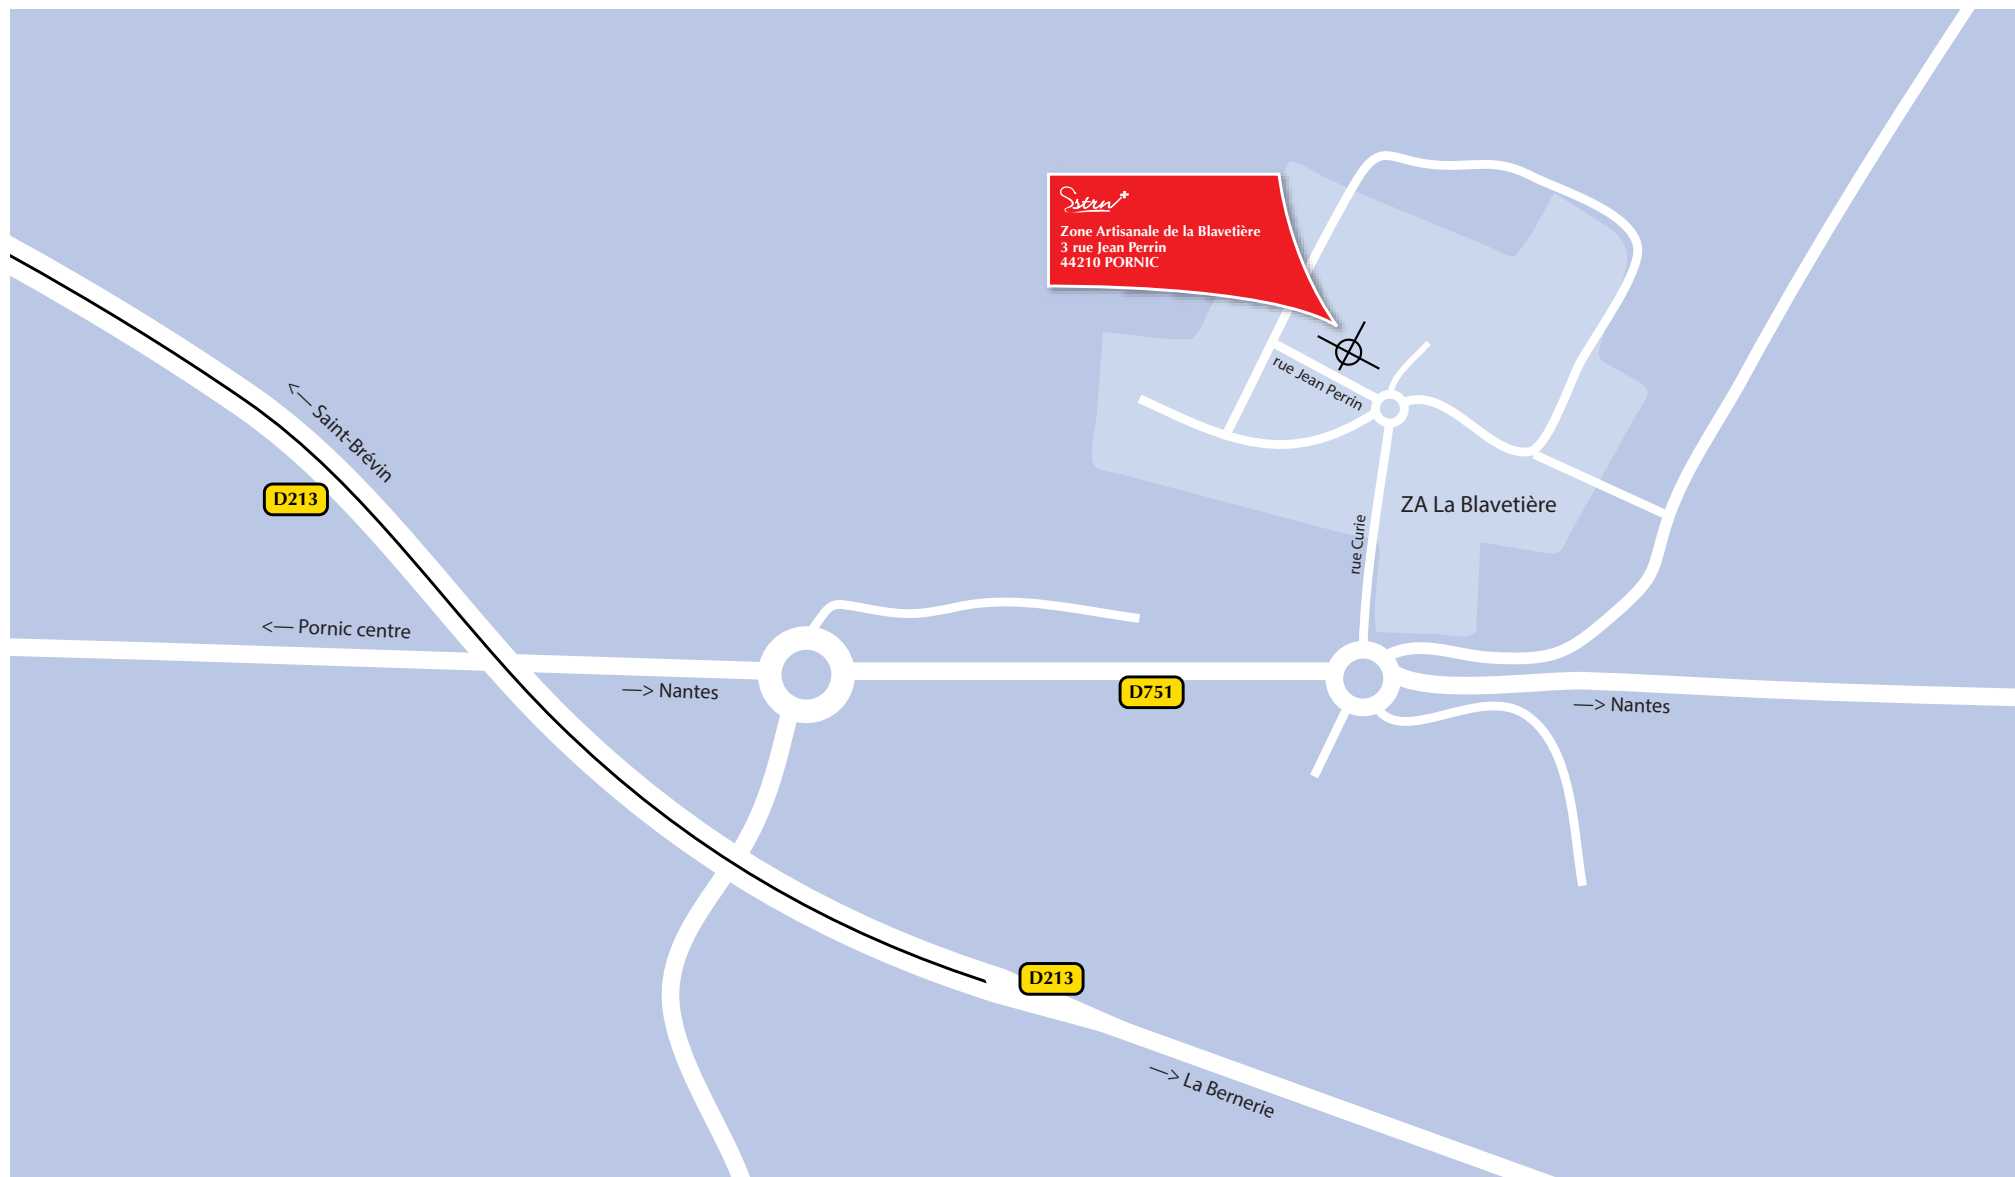 Sstrn
Zone Artisanale de la Blavetière
3 rue Jean Perrin
44210 PORNIC
rue Jean Perrin
<— Saint-Brévin
D213
ZA La Blavetière
rue Curie
<— Pornic centre
—> Nantes
D751
—> Nantes
D213
—> La Bernerie